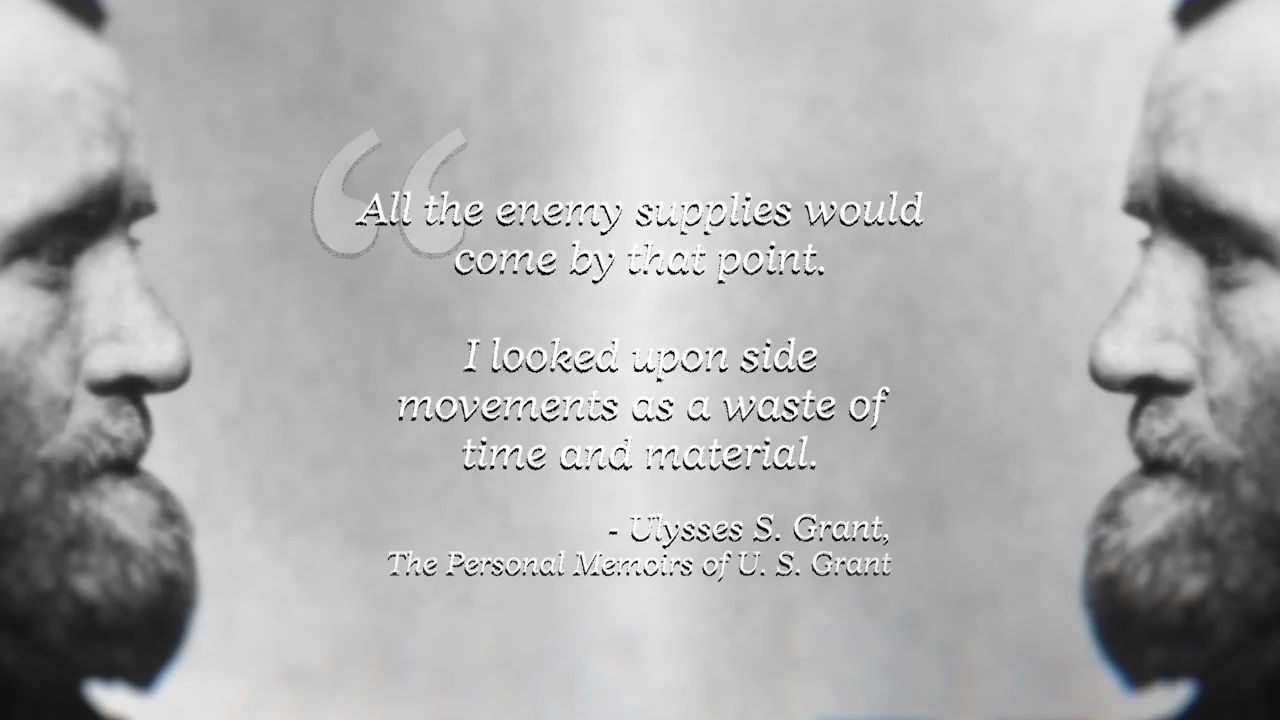 “
All the enemy supplies would
come by that point.
I looked upon side
movements as a waste of
time and material.
- Ulysses S. Grant,
The Personal Memoirs of U. S. Grant